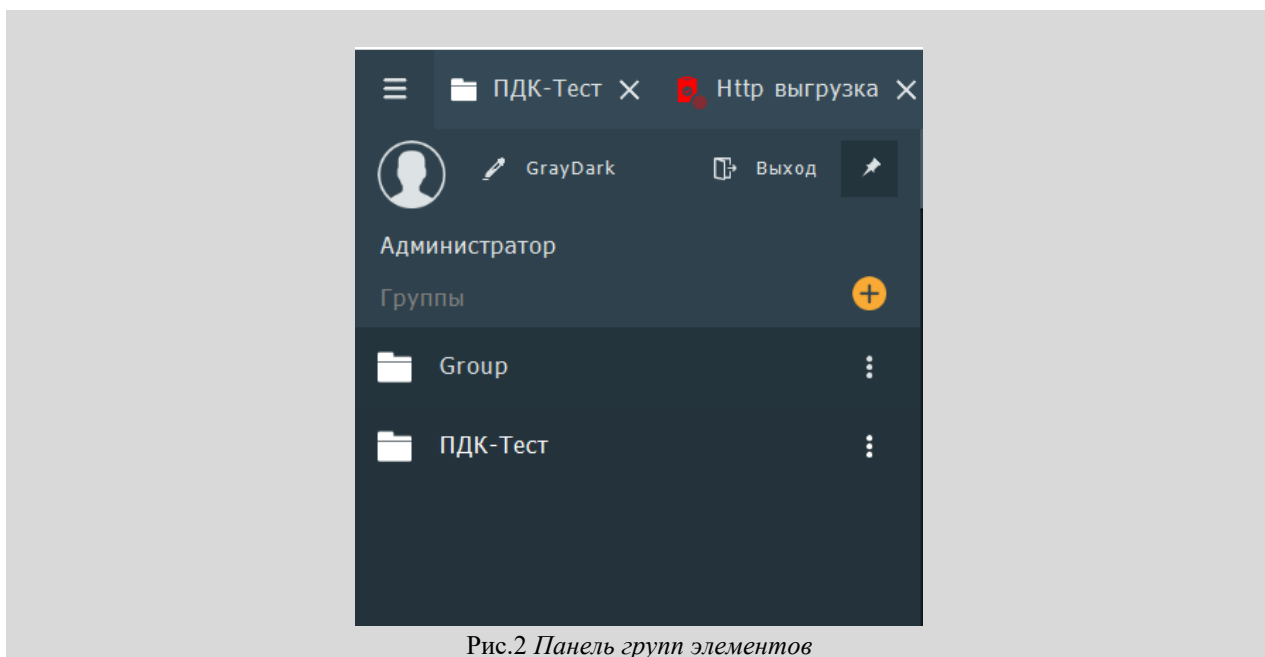 ПДК-Тест Http выгрузка
GrayDark Выход
Администратор
Группы
Group
ПДК-Тест
Рис.2 Панель групп элементов